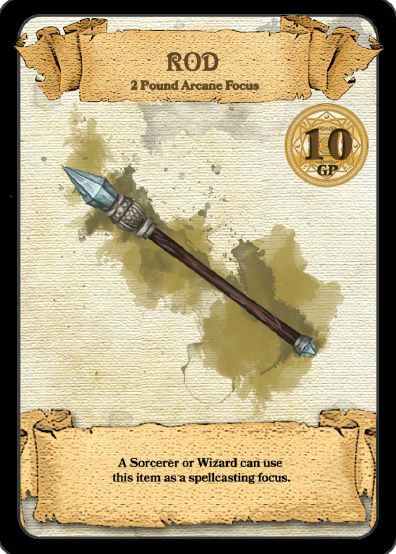 ROD
2 Pound Arcane Focus
10
GP
A Sorcerer or Wizard can use
this item as a spellcasting focus.